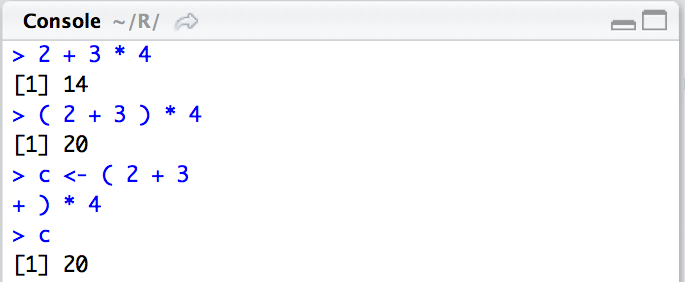 Console ~/R/
> 2 + 3 * 4
[1] 14
> ( 2 + 3 ) * 4
[1] 20
> c <- ( 2 + 3
+ ) * 4
> c
[1] 20